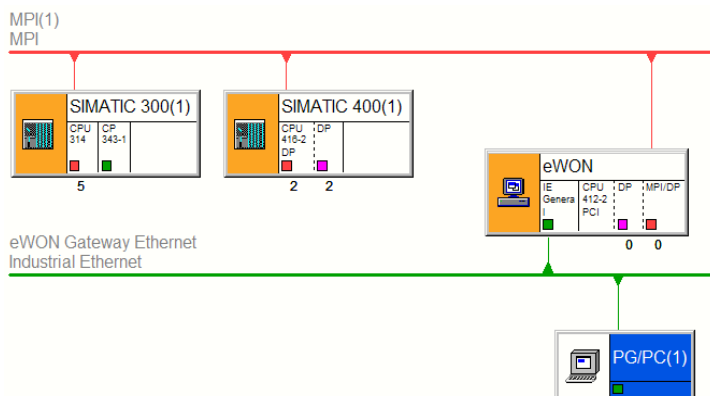 MPI(1)
MPI
SIMATIC 300(1)
CPU 314
CP 343-1
5
SIMATIC 400(1)
CPU 416-2 DP
DP
2 2
eWON
IE Genera l
CPU 412-2 PCI
DP
MPI/DP
0 0
eWON Gateway Ethernet
Industrial Ethernet
PG/PC(1)